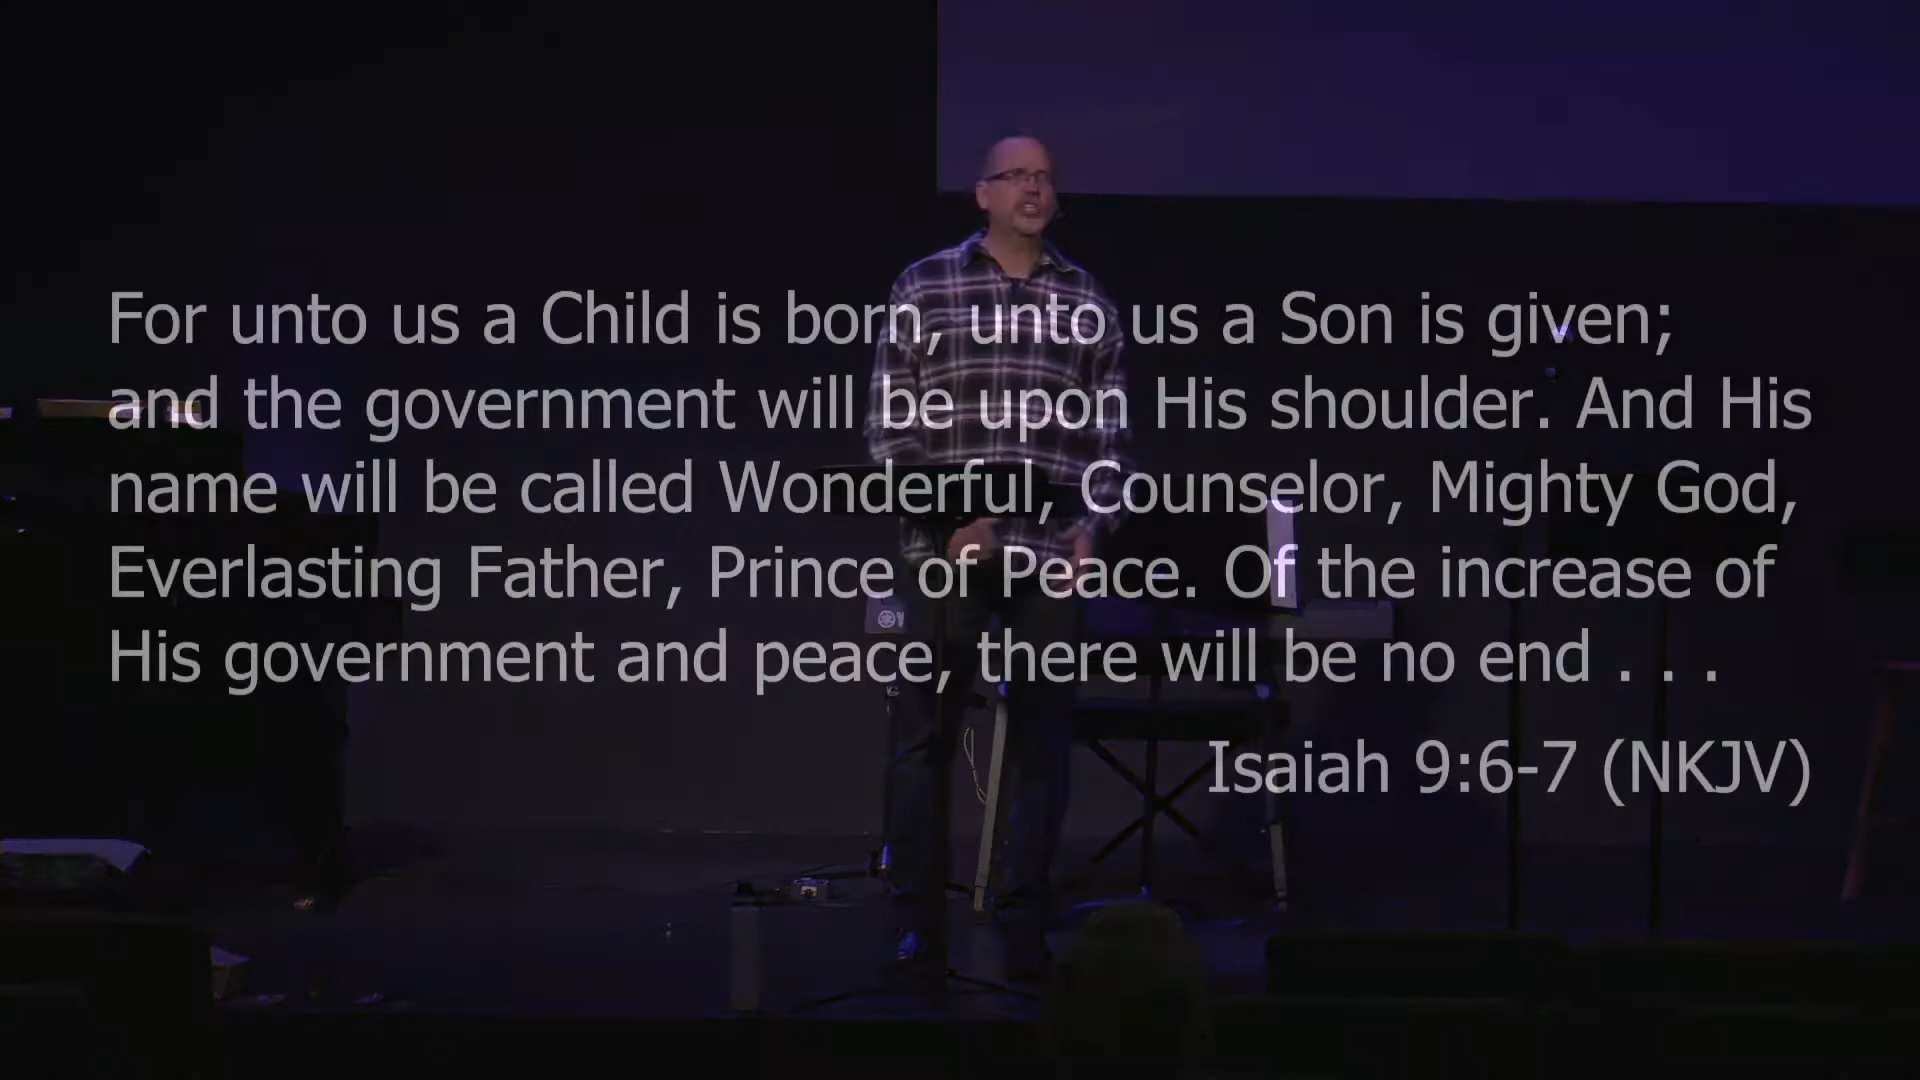 For unto us a Child is born, unto us a Son is given;
and the government will be upon His shoulder. And His
name will be called Wonderful, Counselor, Mighty God,
Everlasting Father, Prince of Peace. Of the increase of
His government and peace, there will be no end . . .
Isaiah 9:6-7 (NKJV)